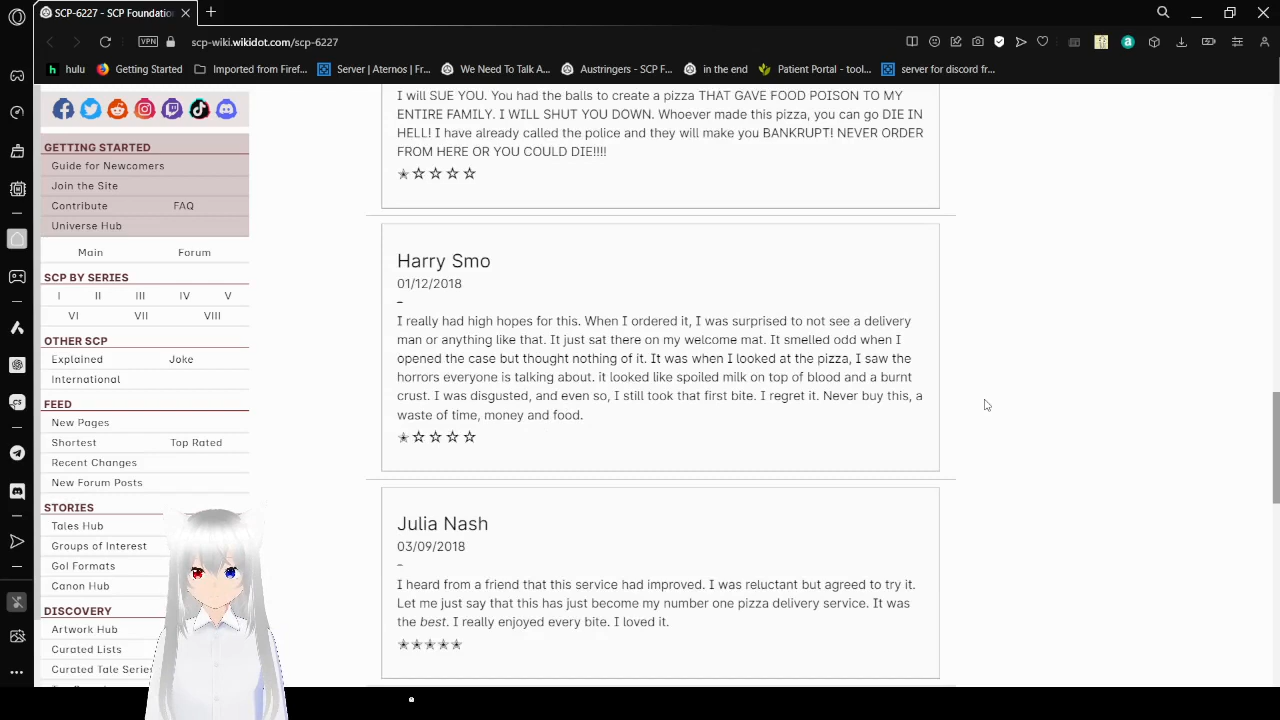 SCP-6227 - SCP Foundatio
VPN
scp-wiki.wikidot.com/scp-6227
hulu
Getting Started
Imported from Firef...
Server | Aternos | Fr...
We Need To Talk A...
Austringers - SCP F...
in the end
Patient Portal - tool...
server for discord fr...
GETTING STARTED
Guide for Newcomers
Join the Site
Contribute FAQ
Universe Hub
Main Forum
SCP BY SERIES
I II III IV V
VI VII VIII
OTHER SCP
Explained Joke
International
FEED
New Pages
Shortest Top Rated
Recent Changes
New Forum Posts
STORIES
Tales Hub
Groups of Interest
GoI Formats
Canon Hub
DISCOVERY
Artwork Hub
Curated Lists
Curated Tale Serie
I will SUE YOU. You had the balls to create a pizza THAT GAVE FOOD POISON TO MY
ENTIRE FAMILY. I WILL SHUT YOU DOWN. Whoever made this pizza, you can go DIE IN
HELL! I have already called the police and they will make you BANKRUPT! NEVER ORDER
FROM HERE OR YOU COULD DIE!!!!
★☆☆☆☆
Harry Smo
01/12/2018
–
I really had high hopes for this. When I ordered it, I was surprised to not see a delivery
man or anything like that. It just sat there on my welcome mat. It smelled odd when I
opened the case but thought nothing of it. It was when I looked at the pizza, I saw the
horrors everyone is talking about. it looked like spoiled milk on top of blood and a burnt
crust. I was disgusted, and even so, I still took that first bite. I regret it. Never buy this, a
waste of time, money and food.
★☆☆☆☆
Julia Nash
03/09/2018
–
I heard from a friend that this service had improved. I was reluctant but agreed to try it.
Let me just say that this has just become my number one pizza delivery service. It was
the best. I really enjoyed every bite. I loved it.
★★★★★